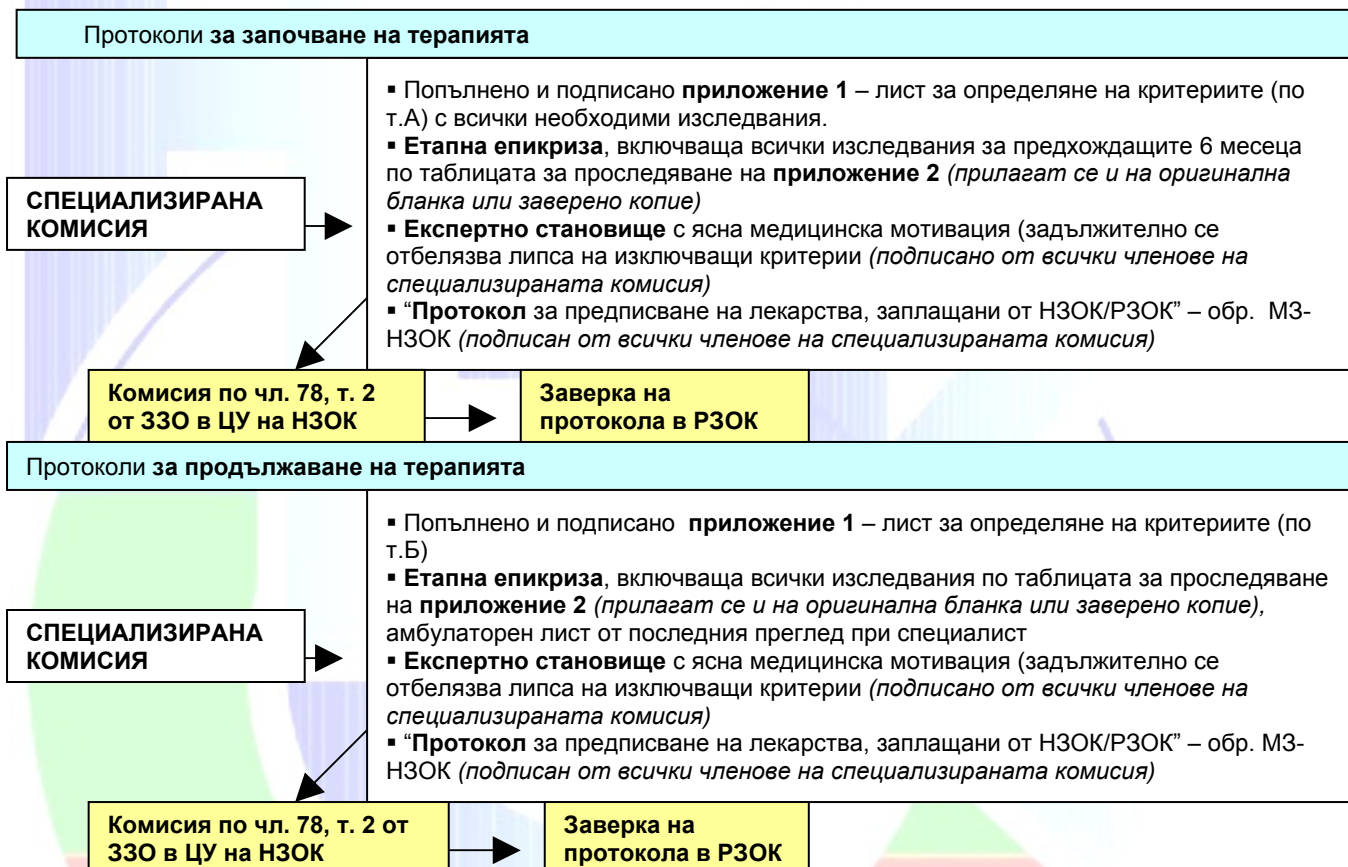 Протоколи за започване на терапията
▪ Попълнено и подписано приложение 1 – лист за определяне на критериите (по
т.А) с всички необходими изследвания.
▪ Етапна епикриза, включваща всички изследвания за предхождащите 6 месеца
по таблицата за проследяване на приложение 2 (прилагат се и на оригинална
бланка или заверено копие)
▪ Експертно становище с ясна медицинска мотивация (задължително се
отбелязва липса на изключващи критерии (подписано от всички членове на
специализираната комисия)
▪ “Протокол за предписване на лекарства, заплащани от НЗОК/РЗОК” – обр. МЗ-
НЗОК (подписан от всички членове на специализираната комисия)
СПЕЦИАЛИЗИРАНА
КОМИСИЯ
Комисия по чл. 78, т. 2
от ЗЗО в ЦУ на НЗОК
Заверка на
протокола в РЗОК
Протоколи за продължаване на терапията
▪ Попълнено и подписано приложение 1 – лист за определяне на критериите (по
т.Б)
▪ Етапна епикриза, включваща всички изследвания по таблицата за проследяване
на приложение 2 (прилагат се и на оригинална бланка или заверено копие),
амбулаторен лист от последния преглед при специалист
▪ Експертно становище с ясна медицинска мотивация (задължително се
отбелязва липса на изключващи критерии (подписано от всички членове на
специализираната комисия)
▪ “Протокол за предписване на лекарства, заплащани от НЗОК/РЗОК” – обр. МЗ-
НЗОК (подписан от всички членове на специализираната комисия)
СПЕЦИАЛИЗИРАНА
КОМИСИЯ
Комисия по чл. 78, т. 2 от
ЗЗО в ЦУ на НЗОК
Заверка на
протокола в РЗОК